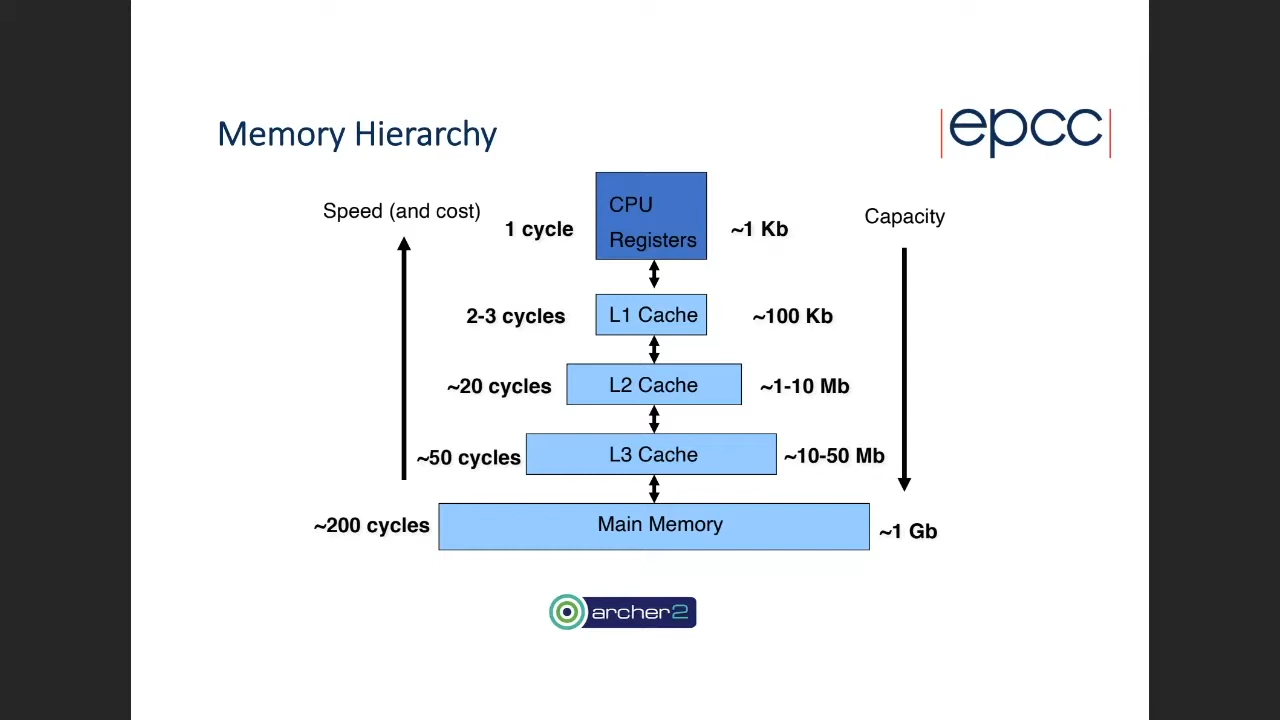 Memory Hierarchy
|epcc|
Speed (and cost)
CPU
Registers
1 cycle
~1 Kb
Capacity
2-3 cycles
L1 Cache
~100 Kb
~20 cycles
L2 Cache
~1-10 Mb
~50 cycles
L3 Cache
~10-50 Mb
~200 cycles
Main Memory
~1 Gb
archer2